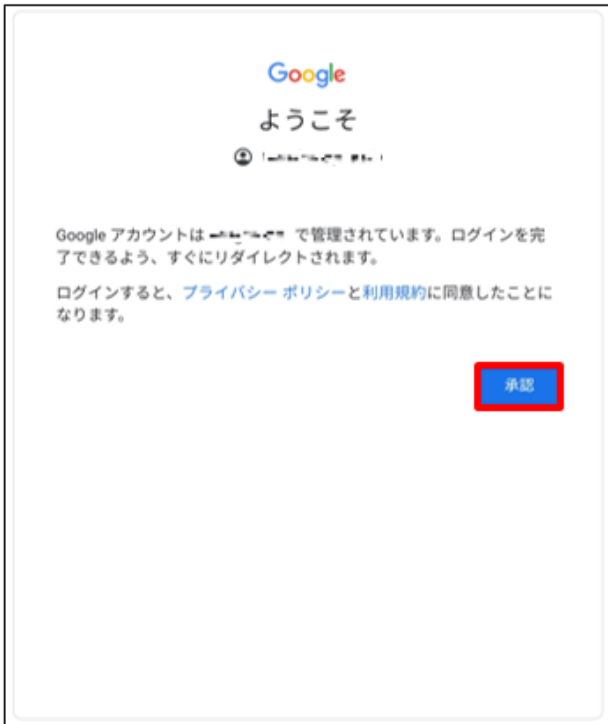 Google
ようこそ
Google アカウントは で管理されています。ログインを完
了できるよう、すぐにリダイレクトされます。
ログインすると、プライバシー ポリシーと利用規約に同意したことに
なります。
承認